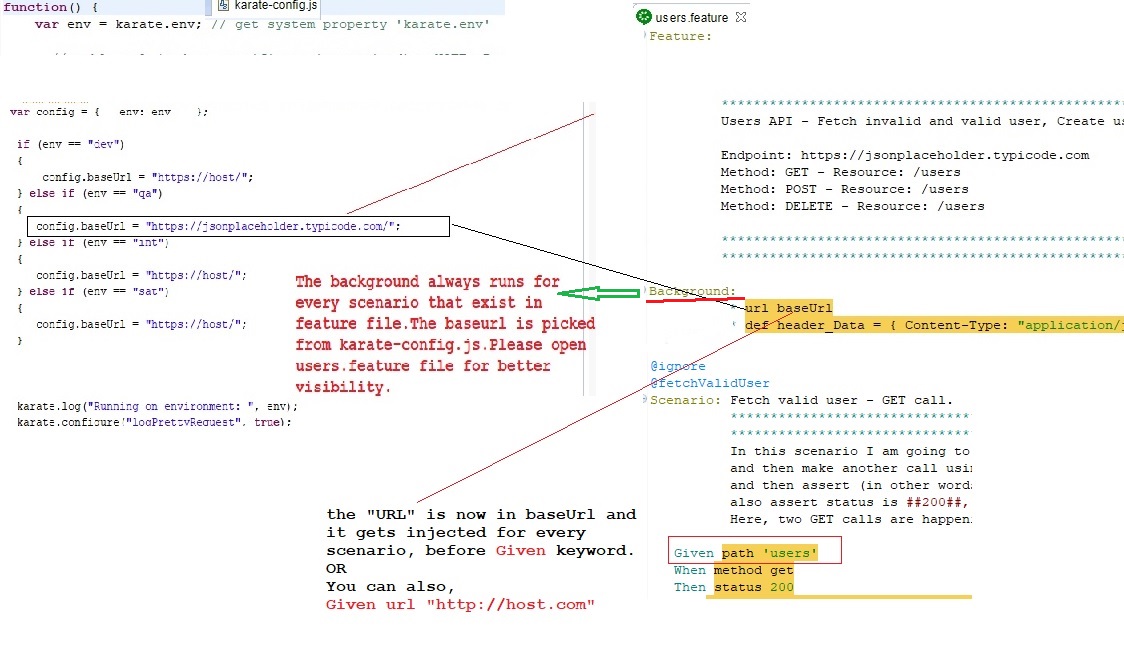 function() {
karate-config.js
var env = karate.env; // get system property 'karate.env'
var config = { env: env };
if (env == "dev")
{
config.baseUrl = "https://host/";
} else if (env == "qa")
{
config.baseUrl = "https://jsonplaceholder.typicode.com/";
} else if (env == "int")
{
config.baseUrl = "https://host/";
} else if (env == "sat")
{
config.baseUrl = "https://host/";
}
karate.log("Running on environment: ", env);
karate.configure("logPrettyRequest", true);
The background always runs for
every scenario that exist in
feature file.The baseurl is picked
from karate-config.js.Please open
users.feature file for better
visibility.
the "URL" is now in baseUrl and
it gets injected for every
scenario, before Given keyword.
OR
You can also,
Given url "http://host.com"
users.feature
Feature:
************************************************
Users API - Fetch invalid and valid user, Create us
Endpoint: https://jsonplaceholder.typicode.com
Method: GET - Resource: /users
Method: POST - Resource: /users
Method: DELETE - Resource: /users
************************************************
************************************************
Background:
url baseUrl
* def header_Data = { Content-Type: "application/j
@ignore
@fetchValidUser
Scenario: Fetch valid user - GET call.
******************************
******************************
In this scenario I am going to
and then make another call usin
and then assert (in other word
also assert status is ##200##,
Here, two GET calls are happen
Given path 'users'
When method get
Then status 200